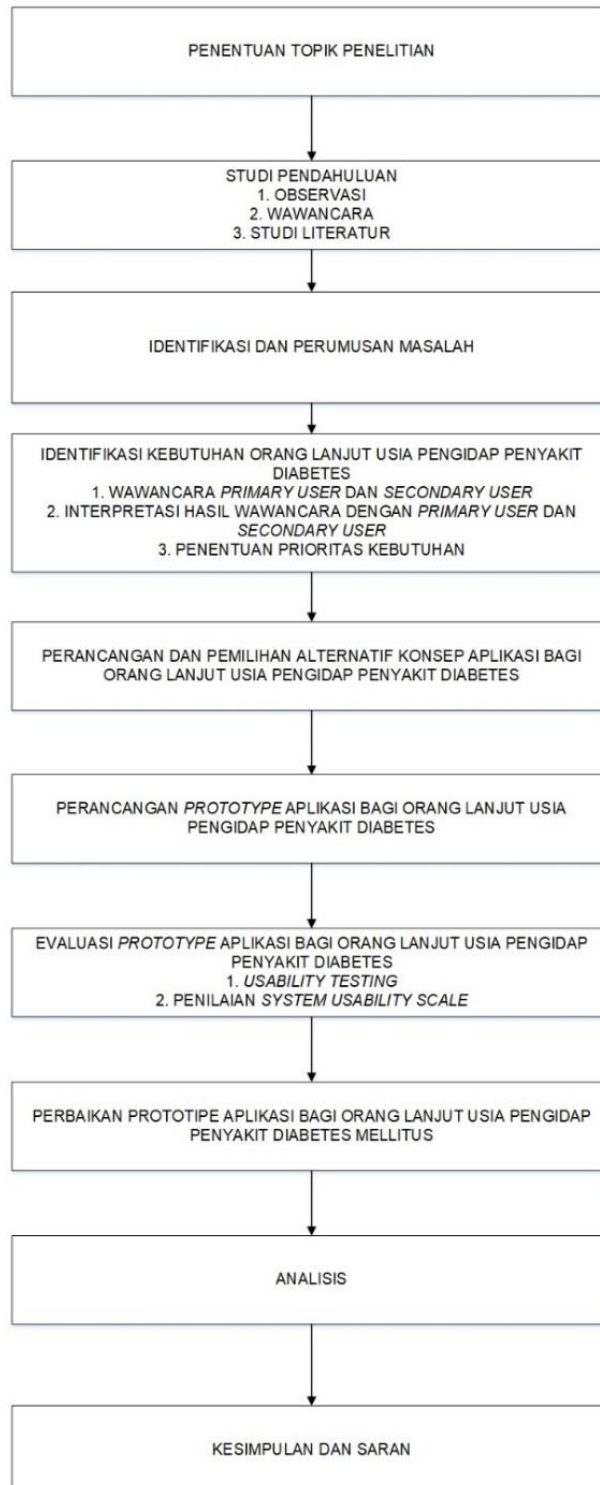 PENENTUAN TOPIK PENELITIAN
STUDI PENDAHULUAN
1. OBSERVASI
2. WAWANCARA
3. STUDI LITERATUR
IDENTIFIKASI DAN PERUMUSAN MASALAH
IDENTIFIKASI KEBUTUHAN ORANG LANJUT USIA PENGIDAP PENYAKIT
DIABETES
1. WAWANCARA PRIMARY USER DAN SECONDARY USER
2. INTERPRETASI HASIL WAWANCARA DENGAN PRIMARY USER DAN
SECONDARY USER
3. PENENTUAN PRIORITAS KEBUTUHAN
PERANCANGAN DAN PEMILIHAN ALTERNATIF KONSEP APLIKASI BAGI
ORANG LANJUT USIA PENGIDAP PENYAKIT DIABETES
PERANCANGAN PROTOTYPE APLIKASI BAGI ORANG LANJUT USIA
PENGIDAP PENYAKIT DIABETES
EVALUASI PROTOTYPE APLIKASI BAGI ORANG LANJUT USIA PENGIDAP
PENYAKIT DIABETES
1. USABILITY TESTING
2. PENILAIAN SYSTEM USABILITY SCALE
PERBAIKAN PROTOTIPE APLIKASI BAGI ORANG LANJUT USIA PENGIDAP
PENYAKIT DIABETES MELLITUS
ANALISIS
KESIMPULAN DAN SARAN